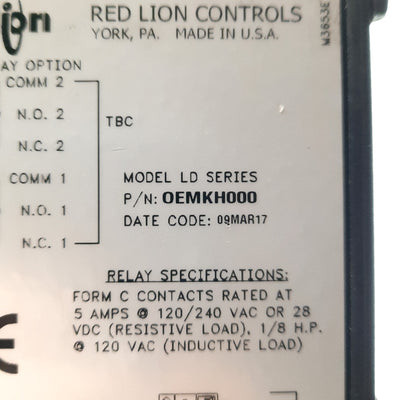 RED LION CONTROLS
YORK, PA. MADE IN U.S.A.
W3653E
AY OPTION
COMM 2
N.O. 2
TBC
N.C. 2
COMM 1
N.O. 1
N.C. 1
MODEL LD SERIES
P/N: OEMKH000
DATE CODE: 09MAR17
RELAY SPECIFICATIONS:
FORM C CONTACTS RATED AT
5 AMPS @ 120/240 VAC OR 28
VDC (RESISTIVE LOAD), 1/8 H.P.
@ 120 VAC (INDUCTIVE LOAD)